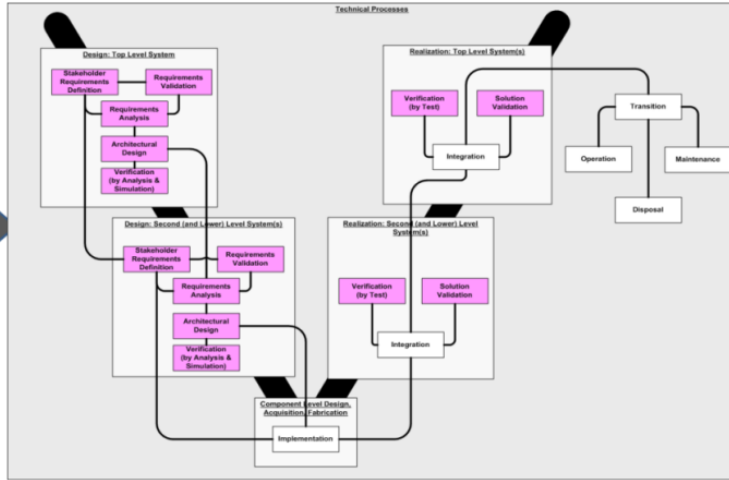 Technical Processes
Design: Top Level System
Stakeholder
Requirements
Definition
Requirements
Validation
Requirements
Analysis
Architectural
Design
Verification
(by Analysis &
Simulation)
Realization: Top Level System(s)
Verification
(by Test)
Solution
Validation
Integration
Transition
Operation
Maintenance
Disposal
Design: Second (and Lower) Level System(s)
Stakeholder
Requirements
Definition
Requirements
Validation
Requirements
Analysis
Architectural
Design
Verification
(by Analysis &
Simulation)
Realization: Second (and Lower) Level
System(s)
Verification
(by Test)
Solution
Validation
Integration
Component Level Design,
Acquisition, Fabrication
Implementation